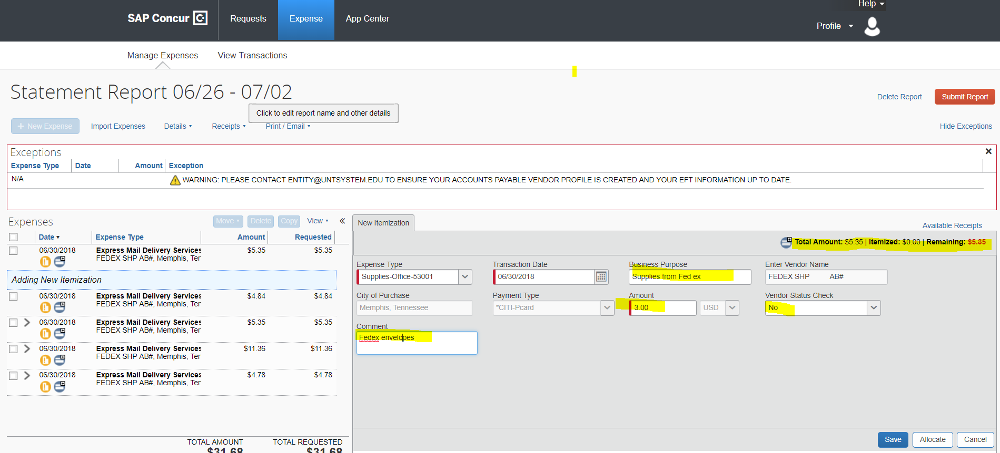 Help
SAP Concur C. Requests Expense App Center
Profile
Manage Expenses View Transactions
Statement Report 06/26 - 07/02
Delete Report Submit Report
Click to edit report name and other details
+ New Expense Import Expenses Details Receipts Print / Email Hide Exceptions
Exceptions
Expense Type Date Amount Exception
N/A WARNING: PLEASE CONTACT ENTITY@UNTSYSTEM.EDU TO ENSURE YOUR ACCOUNTS PAYABLE VENDOR PROFILE IS CREATED AND YOUR EFT INFORMATION UP TO DATE.
Expenses Move Delete Copy View «
Date Expense Type Amount Requested
06/30/2018 Express Mail Delivery Services $5.35 $5.35
FEDEX SHP AB#, Memphis, Ter
Adding New Itemization
06/30/2018 Express Mail Delivery Services $4.84 $4.84
FEDEX SHP AB#, Memphis, Ter
06/30/2018 Express Mail Delivery Services $5.35 $5.35
FEDEX SHP AB#, Memphis, Ter
06/30/2018 Express Mail Delivery Services $11.36 $11.36
FEDEX SHP AB#, Memphis, Ter
06/30/2018 Express Mail Delivery Services $4.78 $4.78
FEDEX SHP AB#, Memphis, Ter
TOTAL AMOUNT TOTAL REQUESTED
$31.68 $31.68
New Itemization
Available Receipts
Total Amount: $5.35 | Itemized: $0.00 | Remaining: $5.35
Expense Type Transaction Date Business Purpose Enter Vendor Name
Supplies-Office-53001 06/30/2018 Supplies from Fed ex FEDEX SHP AB#
City of Purchase Payment Type Amount Vendor Status Check
Memphis, Tennessee *CITI-Pcard 3.00 USD No
Comment
Fedex envelopes
Save Allocate Cancel